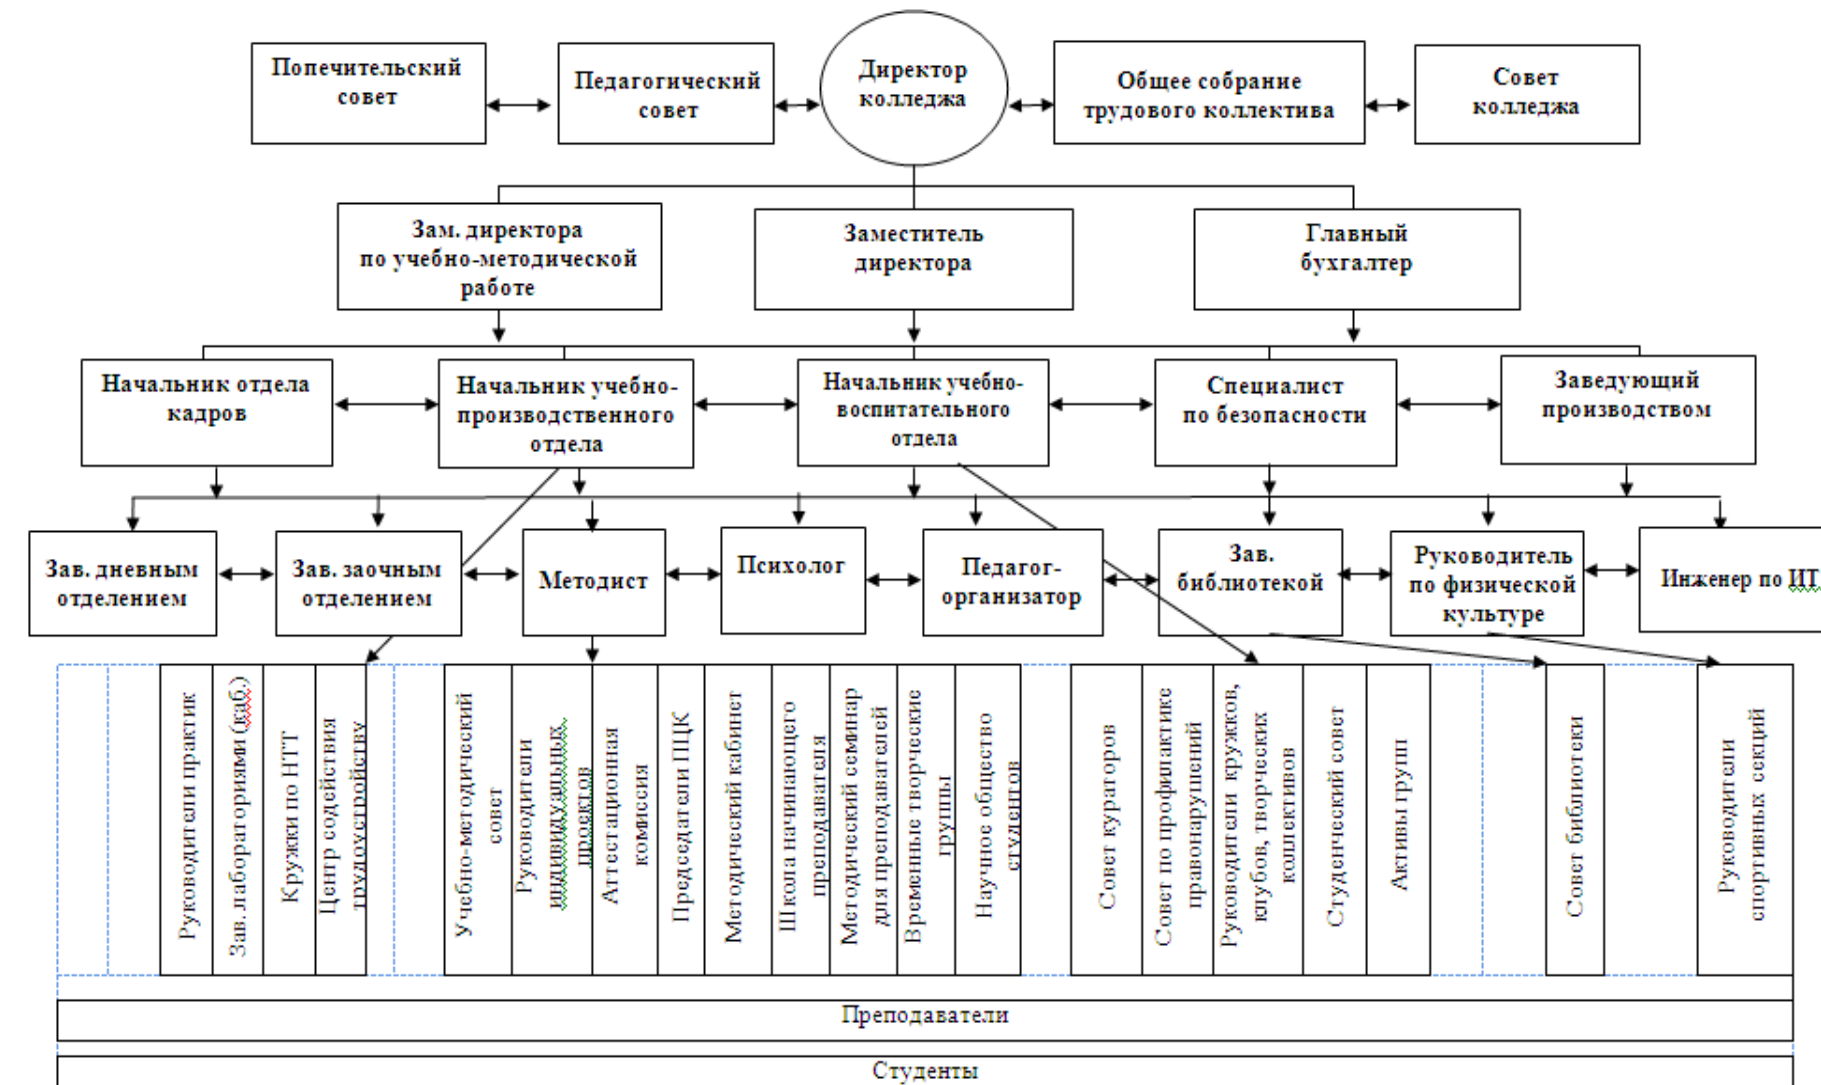 Попечительский
совет
Педагогический
совет
Директор
колледжа
Общее собрание
трудового коллектива
Совет
колледжа
Зам. директора
по учебно-методической
работе
Заместитель
директора
Главный
бухгалтер
Начальник отдела
кадров
Начальник учебно-
производственного
отдела
Начальник учебно-
воспитательного
отдела
Специалист
по безопасности
Заведующий
производством
Зав. дневным
отделением
Зав. заочным
отделением
Методист
Психолог
Педагог-
организатор
Зав.
библиотекой
Руководитель
по физической
культуре
Инженер по ИТ
Руководители практик
Зав. лабораториями (каб.)
Кружки по НТТ
Центр содействия
трудоустройству
Учебно-методический
совет
Руководители
индивидуальных
проектов
Аттестационная
комиссия
Председатели ПЦК
Методический кабинет
Школа начинающего
преподавателя
Методический семинар
для преподавателей
Временные творческие
группы
Научное общество
студентов
Совет кураторов
Совет по профилактике
правонарушений
Руководители кружков,
клубов, творческих
коллективов
Студенческий совет
Активы групп
Совет библиотеки
Руководители
спортивных секций
Преподаватели
Студенты